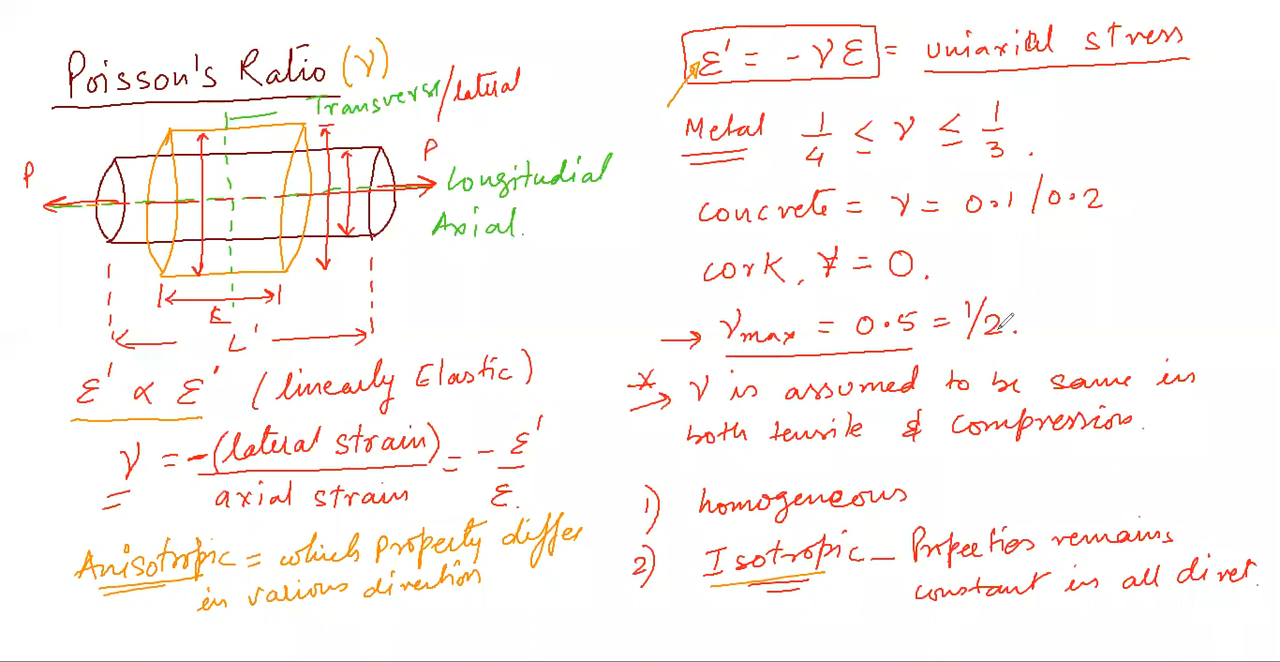 Poisson's Ratio (ν)
Transverse/lateral
P
P
Longitudial
Axial.
L
L'
ε' ∝ ε' (linearly Elastic)
ν = -(lateral strain) = - ε'
axial strain ε.
Anisotropic = which property differ
in various direction
ε' = - νε = uniaxial stress
Metal 1/4 ≤ ν ≤ 1/3.
concrete = ν = 0.1/0.2
cork, ν = 0.
→ νmax = 0.5 = 1/2.
* → ν is assumed to be same in
both tensile & compression.
1) homogeneous
2) Isotropic - Properties remains
constant in all diret.